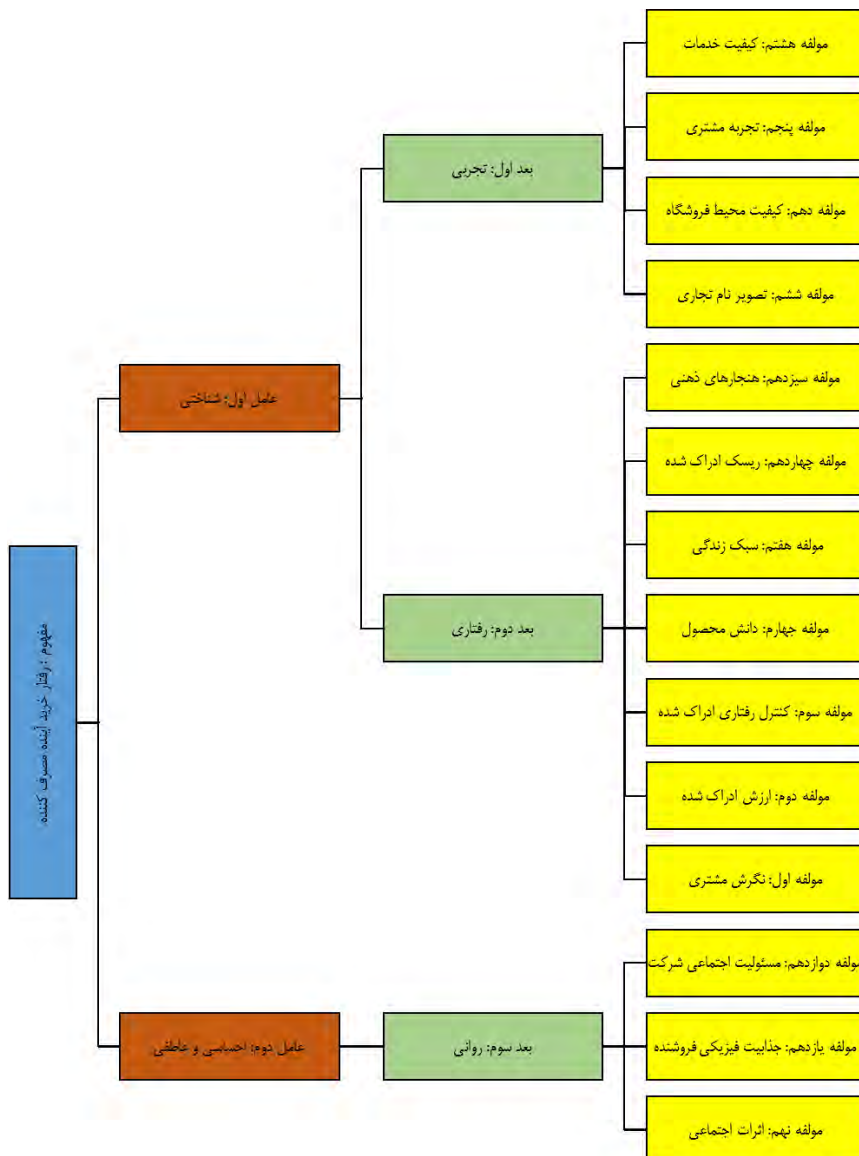 مولفه هشتم: کیفیت خدمات
مولفه پنجم: تجربه مشتری
بعد اول: تجربی
مولفه دهم: کیفیت محیط فروشگاه
مولفه ششم: تصویر نام تجاری
عامل اول: شناختی
مولفه سیزدهم: هنجارهای ذهنی
مولفه چهاردهم: ریسک ادراک شده
مولفه هفتم: سبک زندگی
بعد دوم: رفتاری
مولفه چهارم: دانش محصول
مولفه سوم: کنترل رفتاری ادراک شده
مولفه دوم: ارزش ادراک شده
مولفه اول: نگرش مشتری
مفهوم : رفتار خرید آینده مصرف کننده
مولفه دوازدهم: مسئولیت اجتماعی شرکت
عامل دوم: احساسی و عاطفی
بعد سوم: روانی
مولفه یازدهم: جذابیت فیزیکی فروشنده
مولفه نهم: اثرات اجتماعی